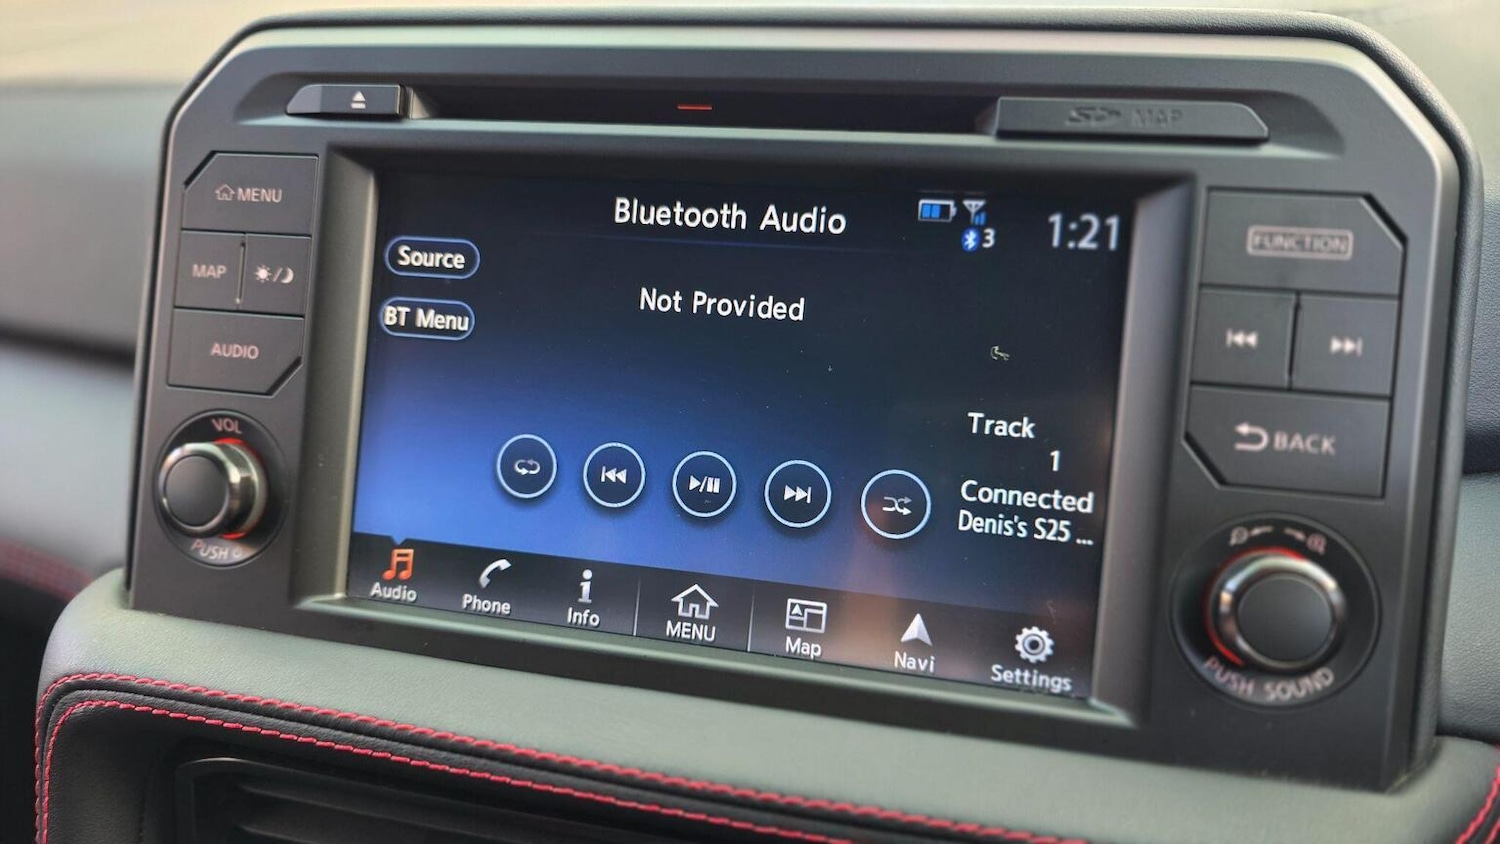 MAP
MENU
MAP
AUDIO
VOL
PUSH
Bluetooth Audio
3
1:21
Source
BT Menu
Not Provided
Track
1
Connected
Denis's S25 ...
Audio
Phone
Info
MENU
Map
Navi
Settings
FUNCTION
BACK
PUSH SOUND